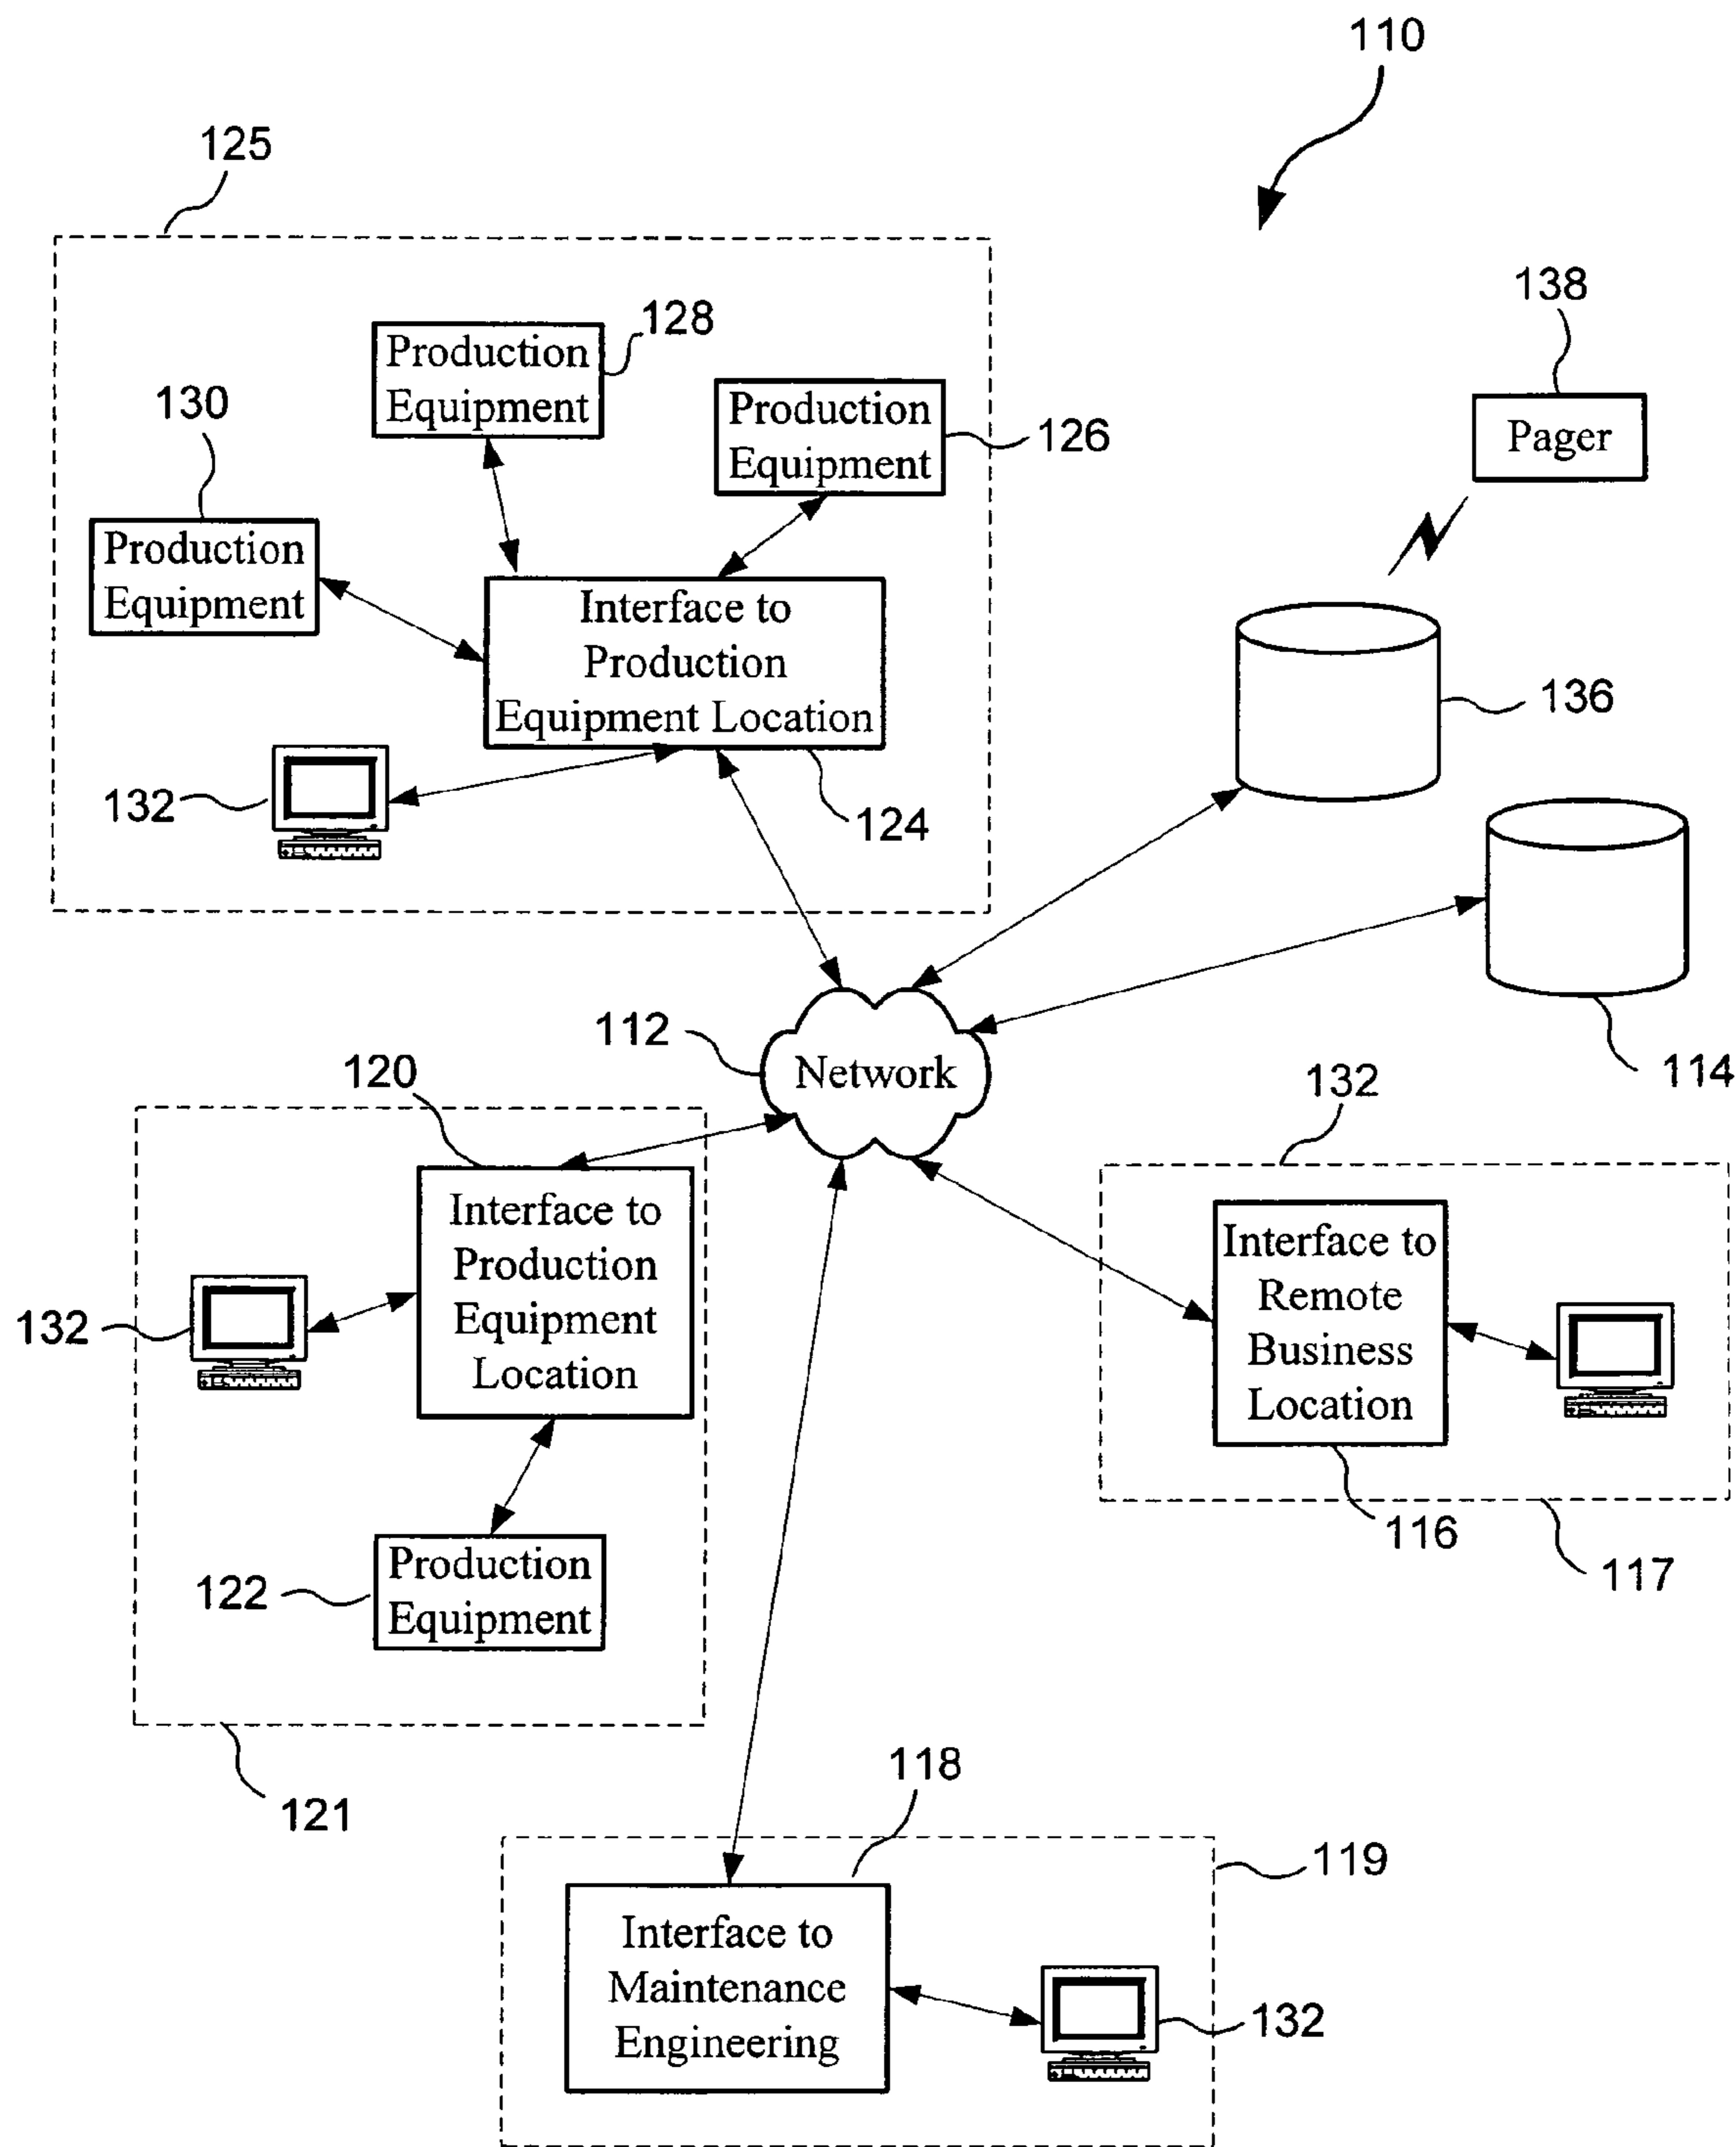 110
125
138
128
Production
Equipment
Production
Equipment
126
Pager
130
Production
Equipment
Interface to
Production
Equipment Location
136
132
124
112
Network
114
120
132
Interface to
Production
Equipment
Location
132
Interface to
Remote
Business
Location
116
117
122
Production
Equipment
121
118
119
Interface to
Maintenance
Engineering
132